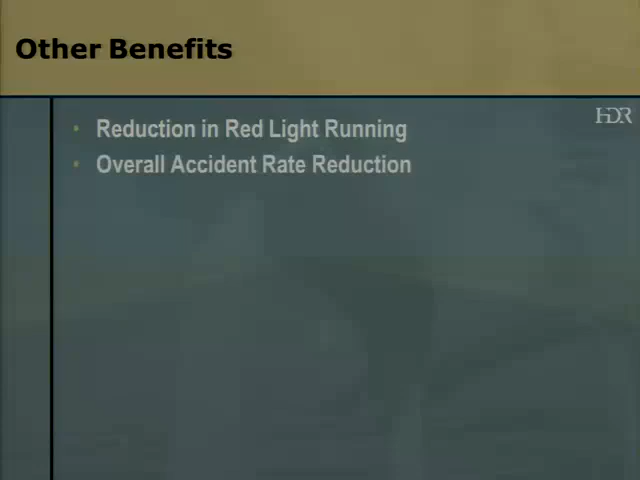 Other Benefits
HDR
• Reduction in Red Light Running
• Overall Accident Rate Reduction